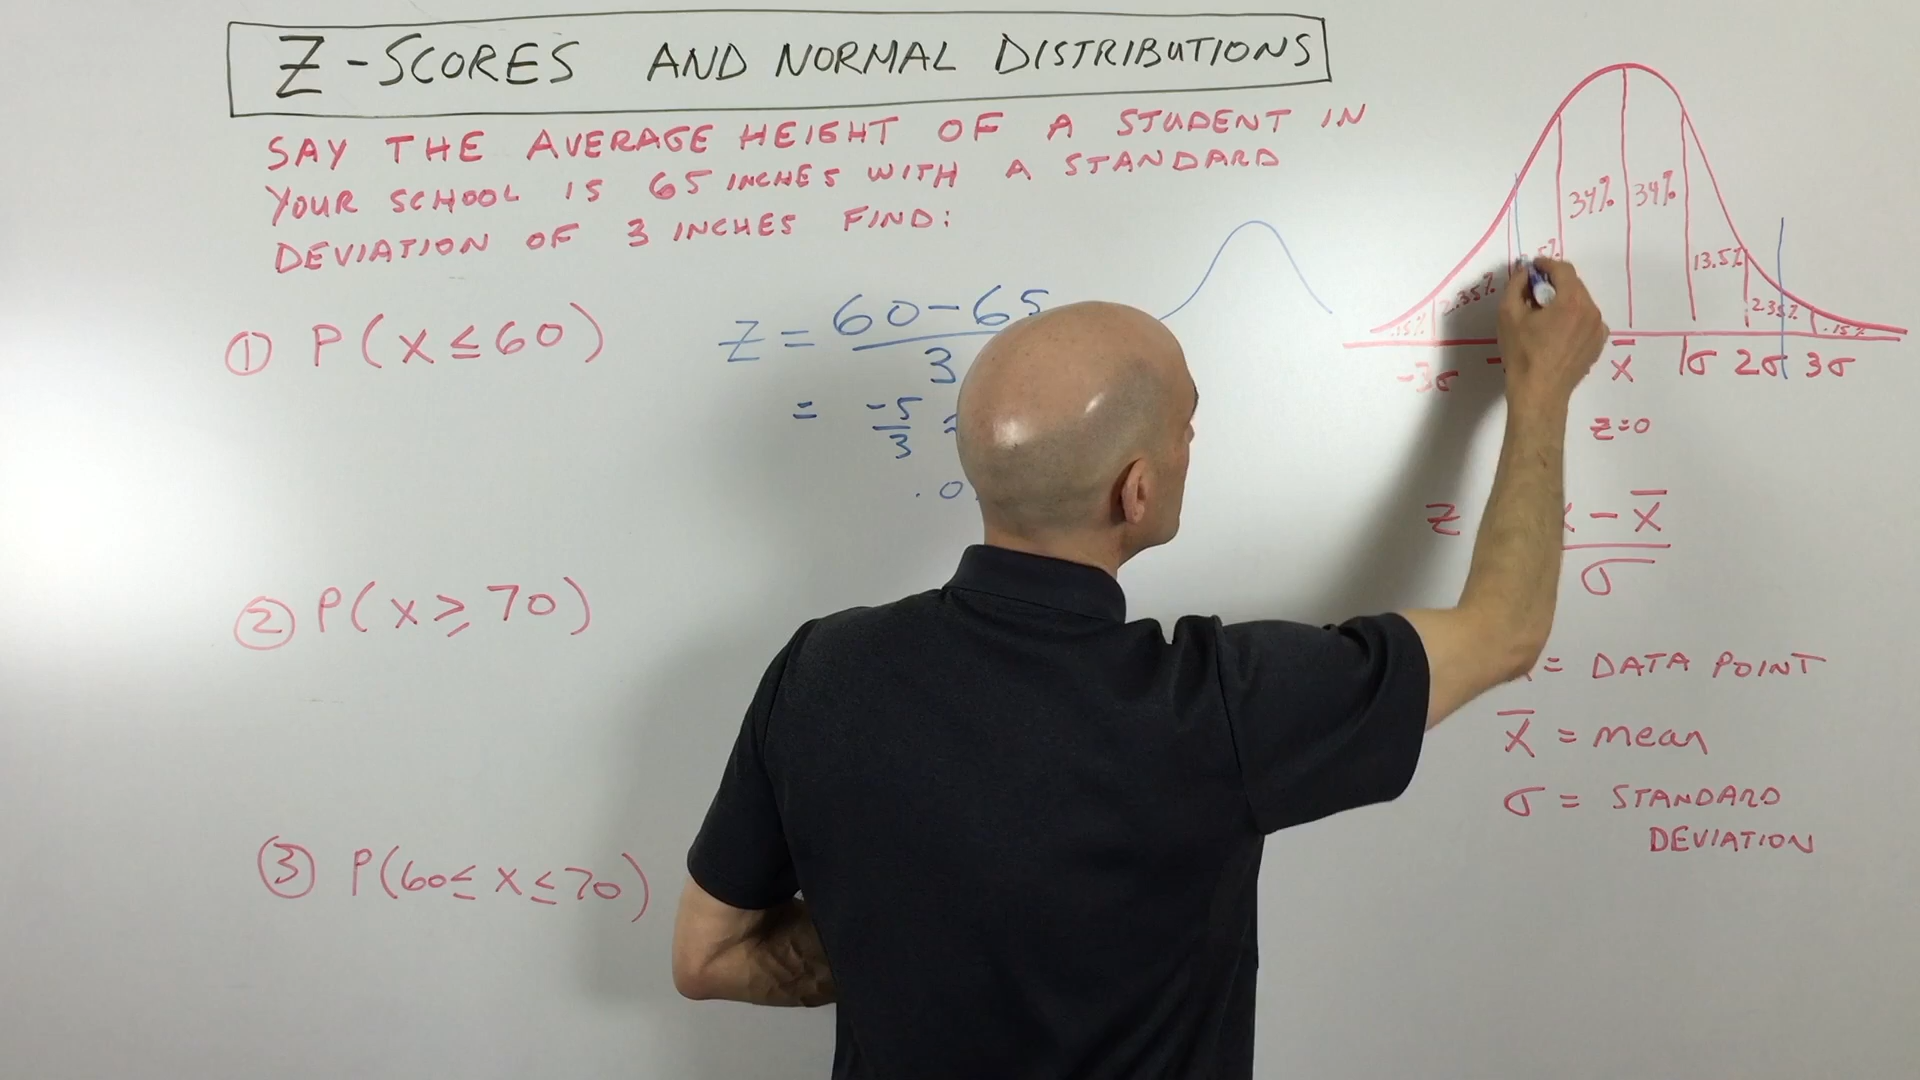 Z-SCORES AND NORMAL DISTRIBUTIONS
SAY THE AVERAGE HEIGHT OF A STUDENT IN
YOUR SCHOOL IS 65 INCHES WITH A STANDARD
DEVIATION OF 3 INCHES FIND:
① P(X≤60)
Z = 60-65
3
= -5
3
.0
② P(X≥70)
③ P(60≤X≤70)
34% 34%
2.35% 13.5% 2.35%
.15% .15%
-3σ x̄ 1σ 2σ 3σ
z=0
Z - x̄
σ
= DATA POINT
x̄ = mean
σ = STANDARD
DEVIATION